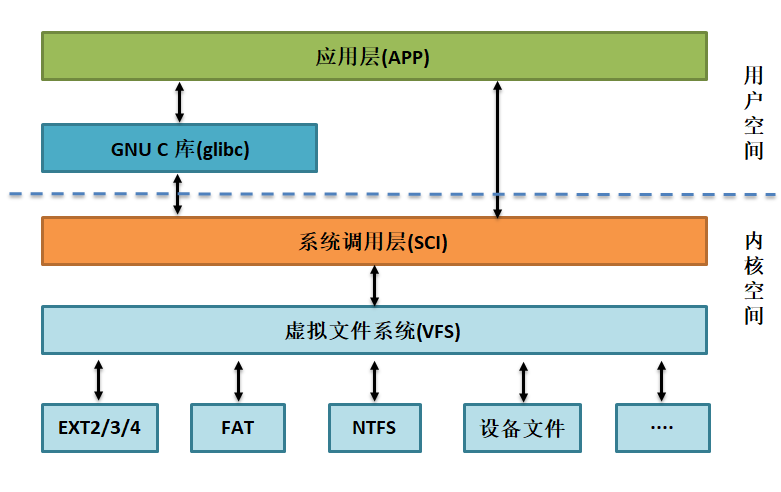 应用层(APP)
用户空间
GNU C 库(glibc)
系统调用层(SCI)
内核空间
虚拟文件系统(VFS)
EXT2/3/4
FAT
NTFS
设备文件
....